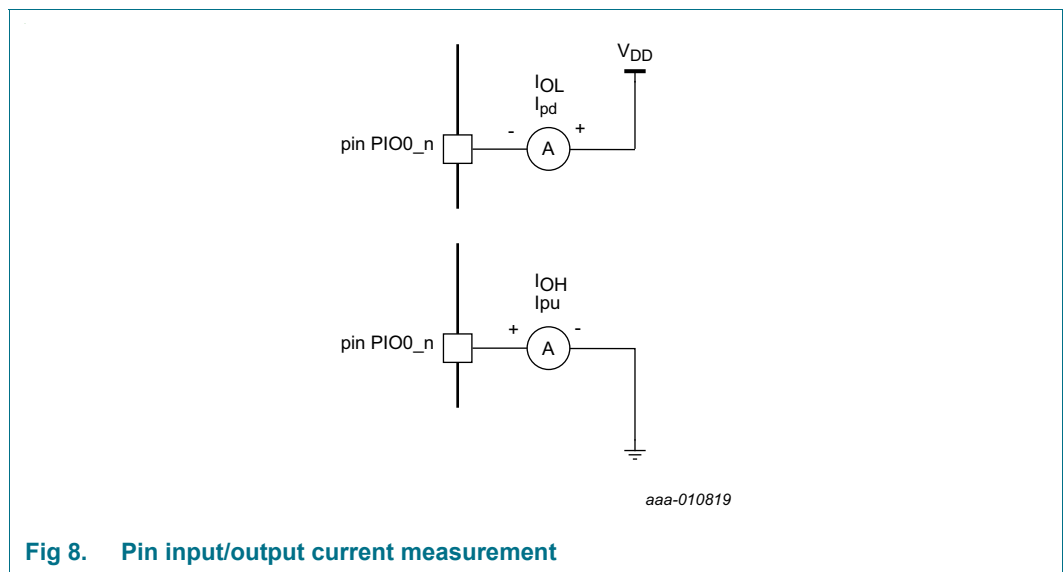 VDD
IOL
Ipd
- +
pin PIO0_n
A
IOH
Ipu
+ -
pin PIO0_n
A
aaa-010819
Fig 8. Pin input/output current measurement